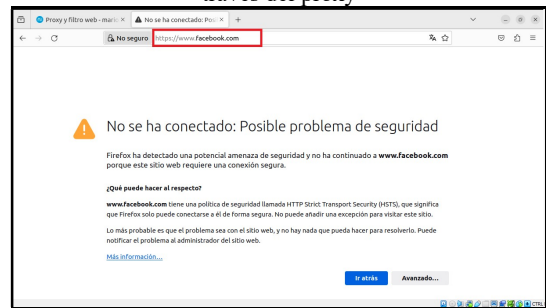 través del proxy
Proxy y filtro web - mario
No se ha conectado: Pos
No seguro
https://www.facebook.com
No se ha conectado: Posible problema de seguridad
Firefox ha detectado una potencial amenaza de seguridad y no ha continuado a www.facebook.com
porque este sitio web requiere una conexión segura.
¿Qué puede hacer al respecto?
www.facebook.com tiene una política de seguridad llamada HTTP Strict Transport Security (HSTS), que significa
que Firefox solo puede conectarse a él de forma segura. No puede añadir una excepción para visitar este sitio.
Lo más probable es que el problema sea con el sitio web, y no hay nada que pueda hacer para resolverlo. Puede
notificar el problema al administrador del sitio web.
Más información...
Ir atrás
Avanzado...
CTRL